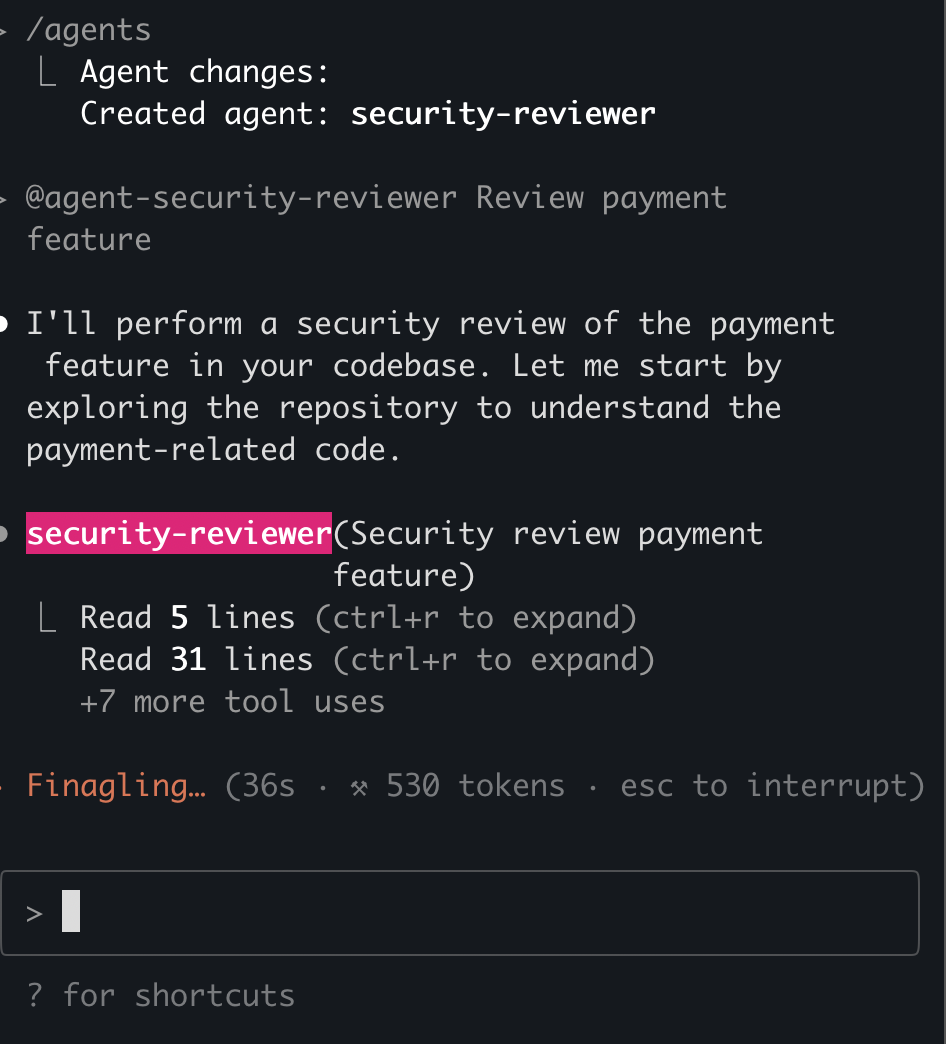 > /agents
⎿ Agent changes:
Created agent: security-reviewer
> @agent-security-reviewer Review payment
feature
● I'll perform a security review of the payment
feature in your codebase. Let me start by
exploring the repository to understand the
payment-related code.
● security-reviewer(Security review payment
feature)
⎿ Read 5 lines (ctrl+r to expand)
Read 31 lines (ctrl+r to expand)
+7 more tool uses
· Finagling… (36s · ⚒ 530 tokens · esc to interrupt)
>
? for shortcuts